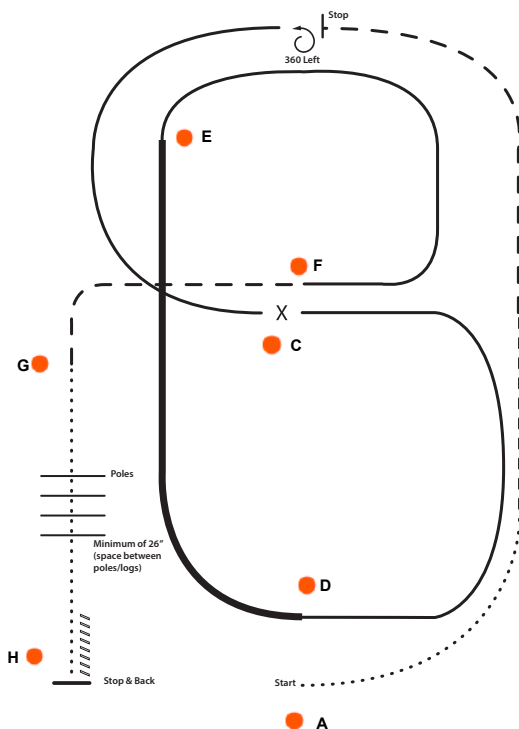 Stop
360 Left
E
F
X
C
G
Poles
Minimum of 26"
(space between
poles/logs)
D
H
Stop & Back
Start
A